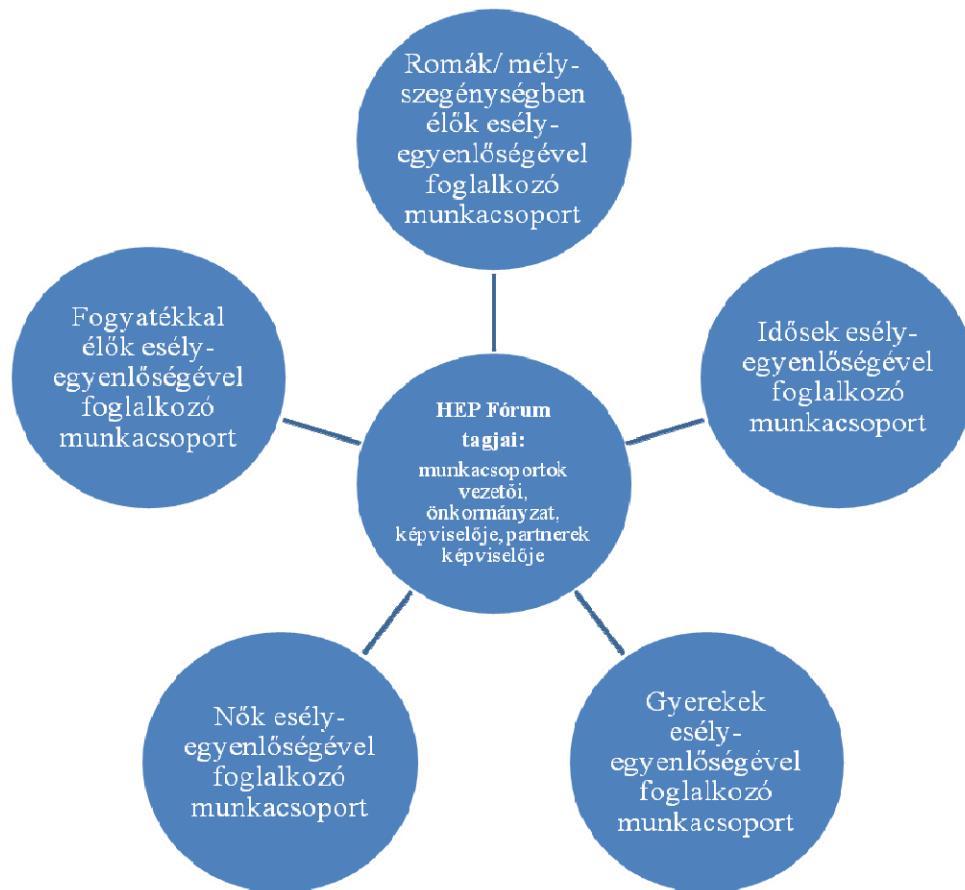 Romák/ mély-
szegénységben
élők esély-
egyenlőségével
foglalkozó
munkacsoport
Fogyatékkal
élők esély-
egyenlőségével
foglalkozó
munkacsoport
Idősek esély-
egyenlőségével
foglalkozó
munkacsoport
HEP Fórum
tagjai:
munkacsoportok
vezetői,
önkormányzat,
képviselője, partnerek
képviselője
Nők esély-
egyenlőségével
foglalkozó
munkacsoport
Gyerekek
esély-
egyenlőségével
foglalkozó
munkacsoport